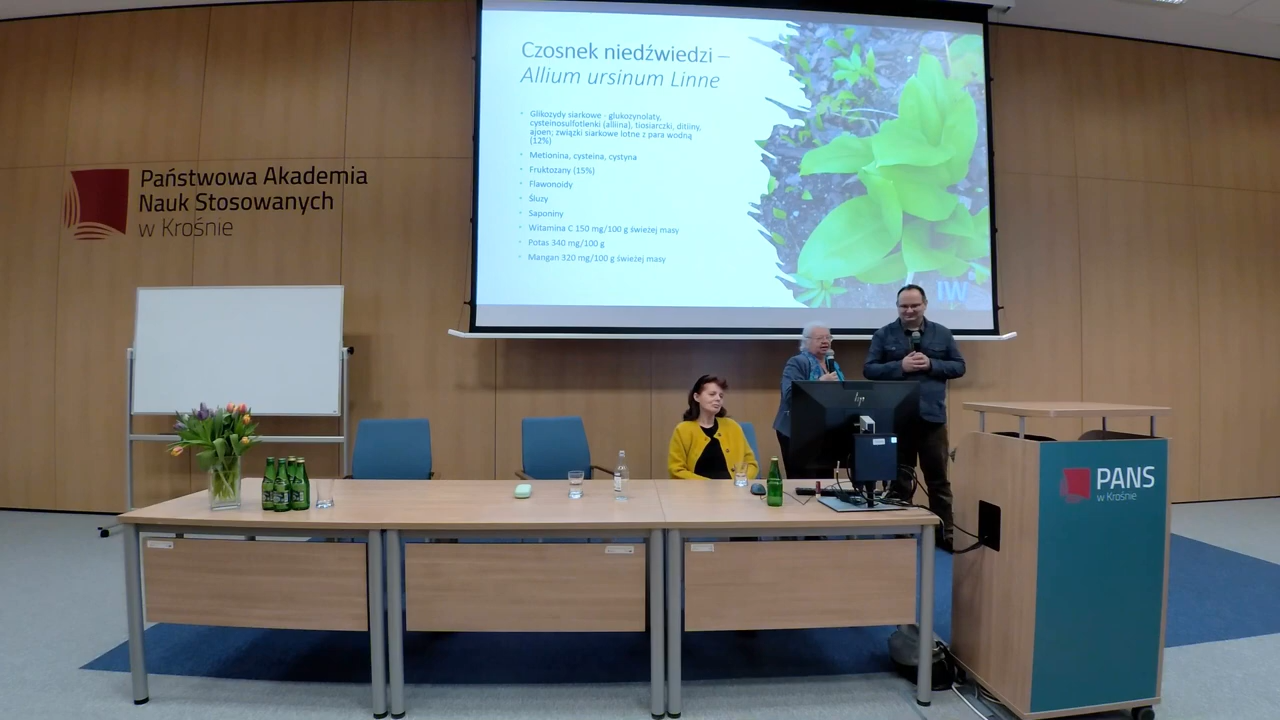 Czosnek niedźwiedzi –
Allium ursinum Linne
Glikozydy siarkowe - glukozynolaty,
cysteinosulfotlenki (alliina), tiosiarczki, ditiiny,
ajoen; związki siarkowe lotne z para wodną
(12%)
Metionina, cysteina, cystyna
Fruktozany (15%)
Flawonoidy
Śluzy
Saponiny
Witamina C 150 mg/100 g świeżej masy
Potas 340 mg/100 g
Mangan 320 mg/100 g świeżej masy
IW
Państwowa Akademia
Nauk Stosowanych
w Krośnie
hp
PANS
w Krośnie